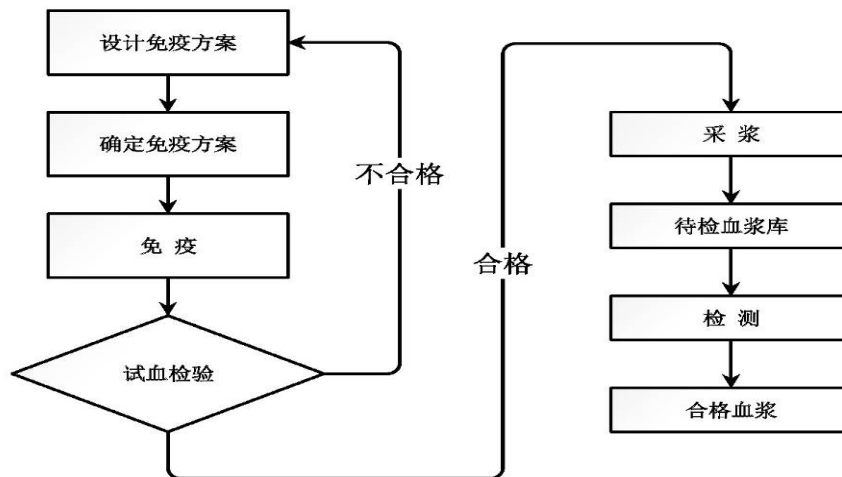 设计免疫方案
确定免疫方案
免 疫
试血检验
不合格
合格
采 浆
待检血浆库
检 测
合格血浆